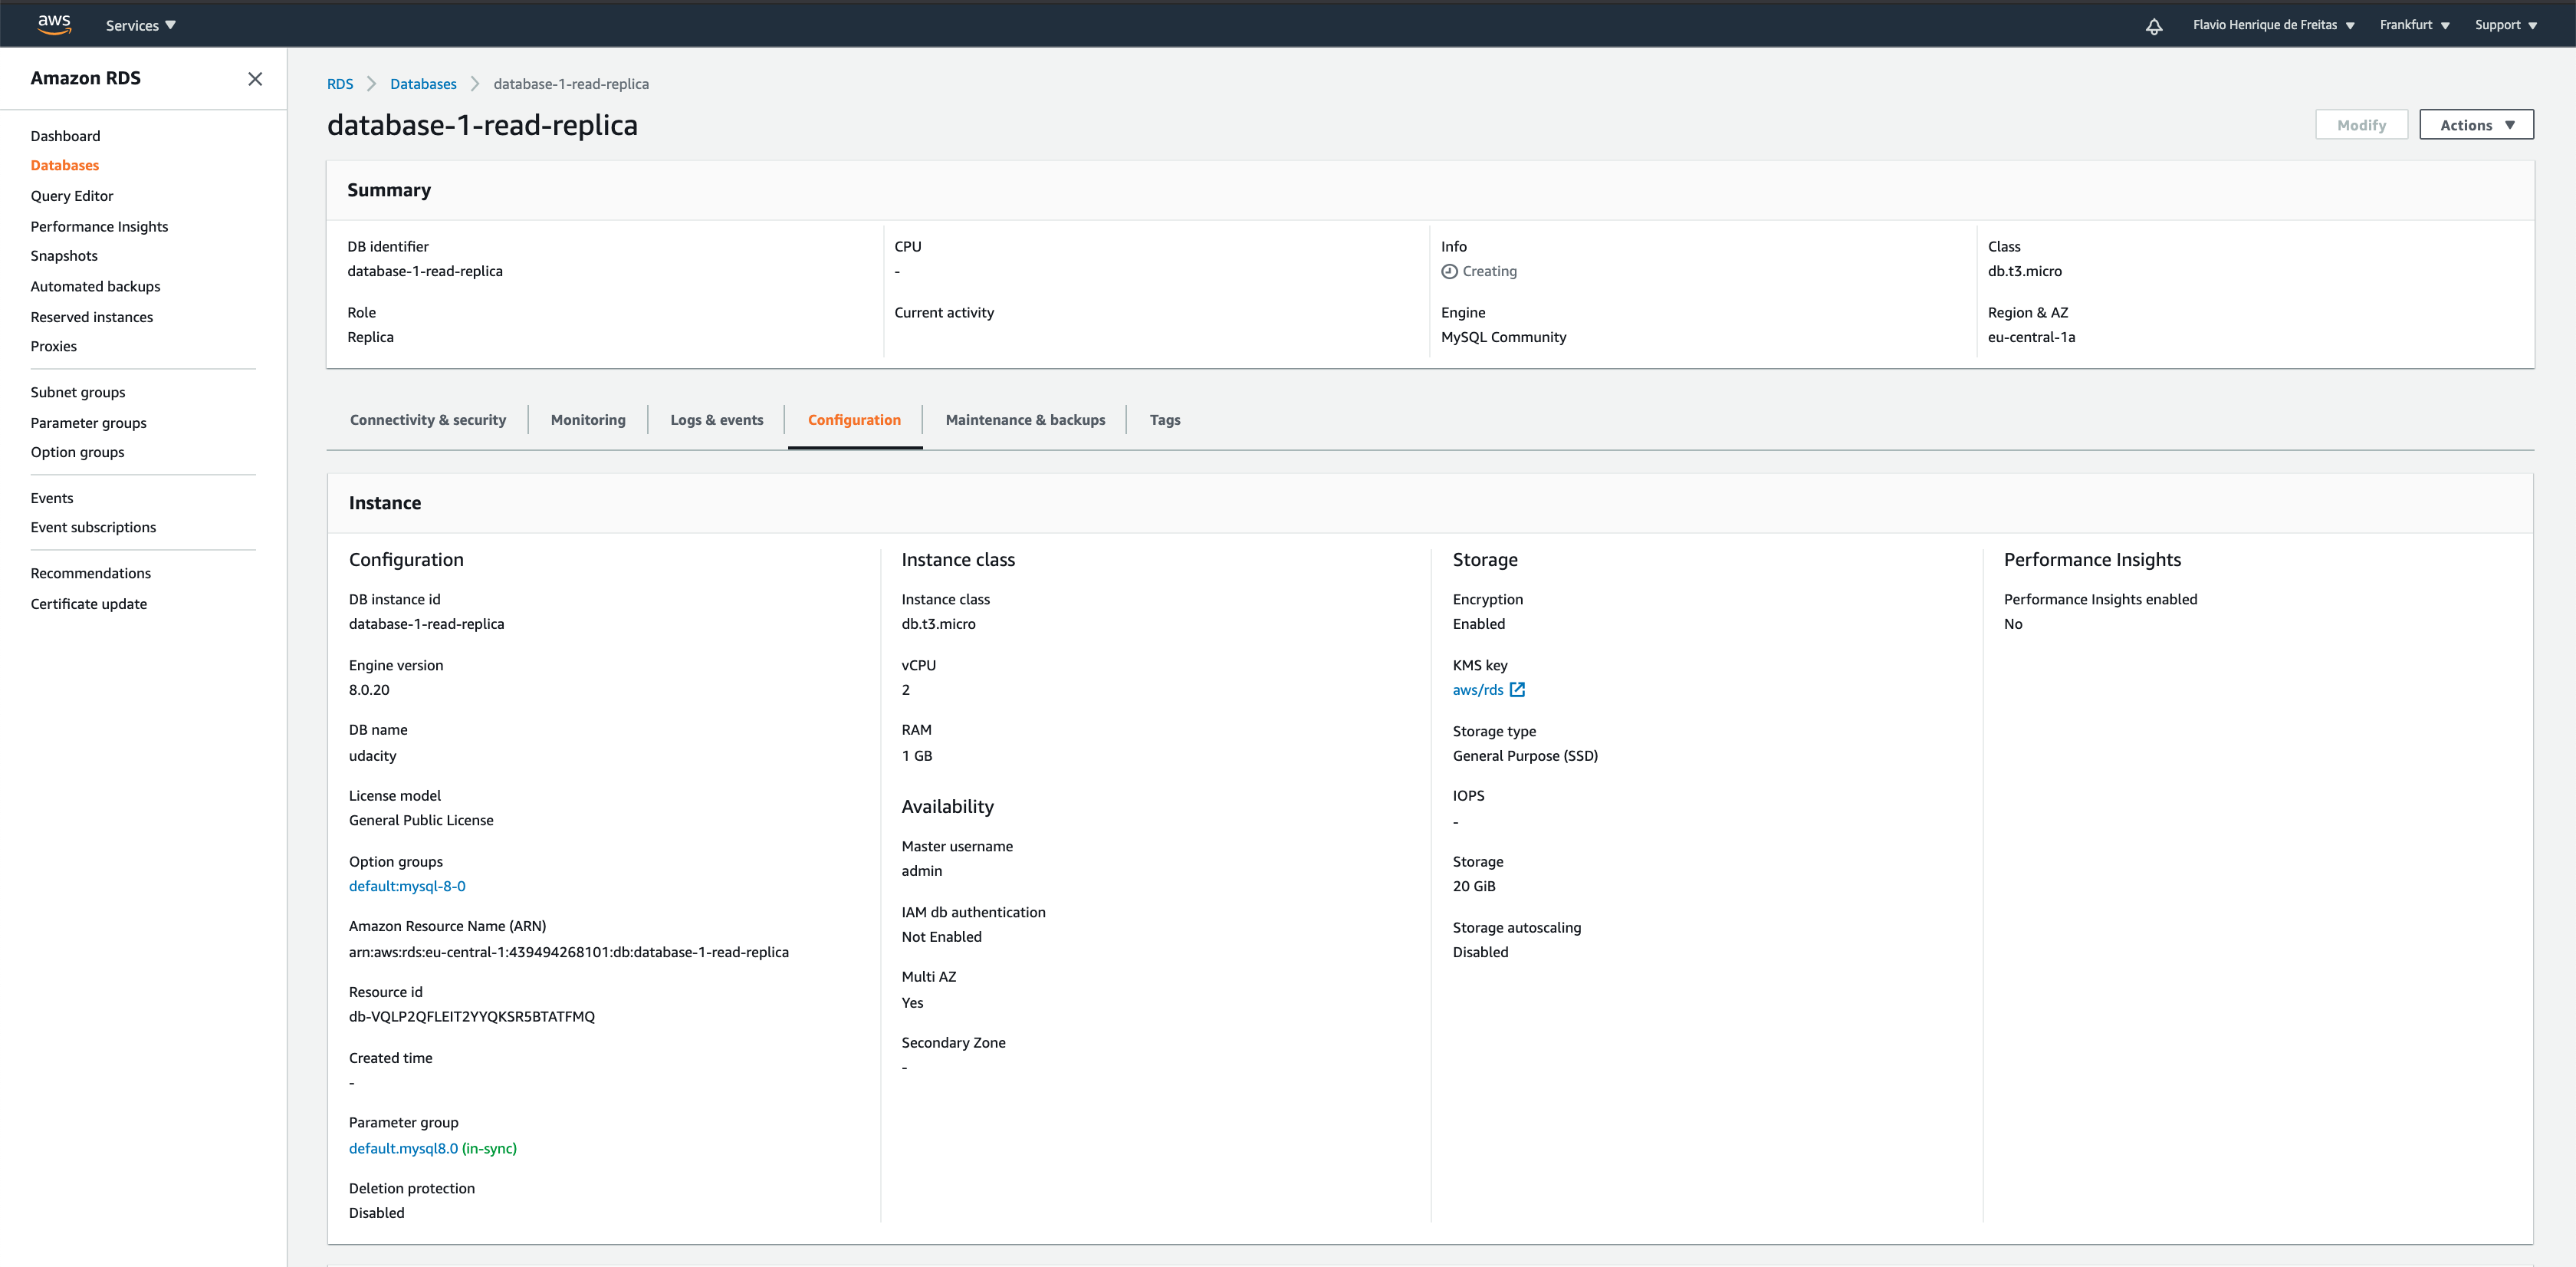 aws
Services
Flavio Henrique de Freitas
Frankfurt
Support
Amazon RDS
Dashboard
Databases
Query Editor
Performance Insights
Snapshots
Automated backups
Reserved instances
Proxies
Subnet groups
Parameter groups
Option groups
Events
Event subscriptions
Recommendations
Certificate update
RDS
Databases
database-1-read-replica
database-1-read-replica
Modify
Actions
Summary
DB identifier
database-1-read-replica
Role
Replica
CPU
-
Current activity
Info
Creating
Engine
MySQL Community
Class
db.t3.micro
Region & AZ
eu-central-1a
Connectivity & security
Monitoring
Logs & events
Configuration
Maintenance & backups
Tags
Instance
Configuration
DB instance id
database-1-read-replica
Engine version
8.0.20
DB name
udacity
License model
General Public License
Option groups
default:mysql-8-0
Amazon Resource Name (ARN)
arn:aws:rds:eu-central-1:439494268101:db:database-1-read-replica
Resource id
db-VQLP2QFLEIT2YYQKSR5BTATFMQ
Created time
-
Parameter group
default.mysql8.0 (in-sync)
Deletion protection
Disabled
Instance class
Instance class
db.t3.micro
vCPU
2
RAM
1 GB
Availability
Master username
admin
IAM db authentication
Not Enabled
Multi AZ
Yes
Secondary Zone
-
Storage
Encryption
Enabled
KMS key
aws/rds
Storage type
General Purpose (SSD)
IOPS
-
Storage
20 GiB
Storage autoscaling
Disabled
Performance Insights
Performance Insights enabled
No